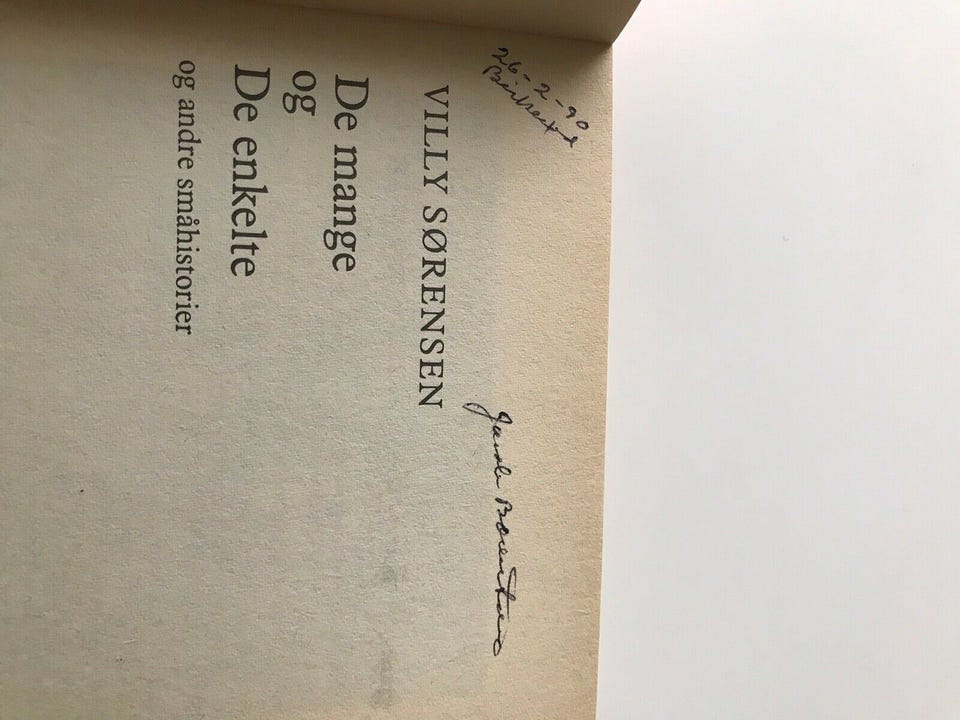 26-2-90
VILLY SØRENSEN
De mange
og
De enkelte
og andre småhistorier